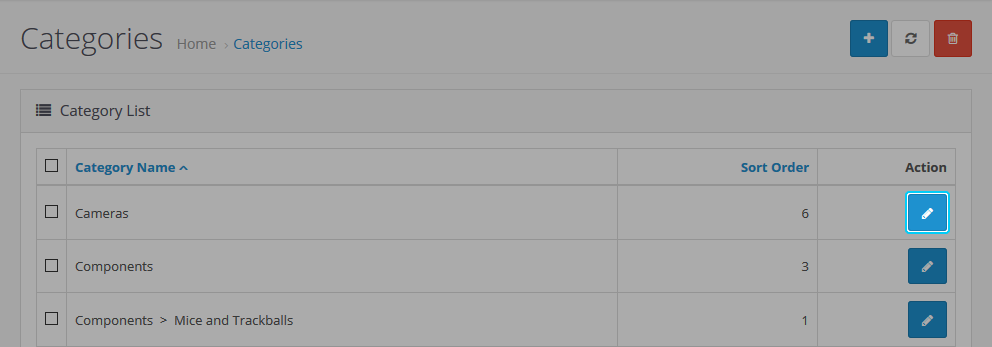 Categories Home › Categories
Category List
Category Name Sort Order Action
Cameras 6
Components 3
Components > Mice and Trackballs 1